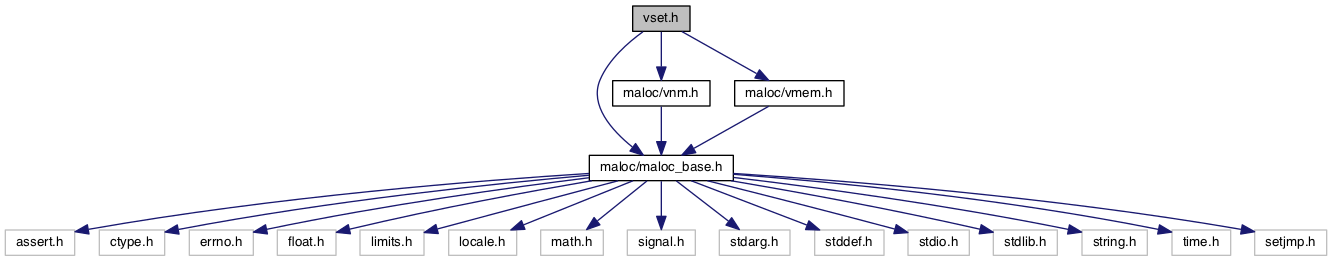 vset.h
maloc/vnm.h
maloc/vmem.h
maloc/maloc_base.h
assert.h
ctype.h
errno.h
float.h
limits.h
locale.h
math.h
signal.h
stdarg.h
stddef.h
stdio.h
stdlib.h
string.h
time.h
setjmp.h